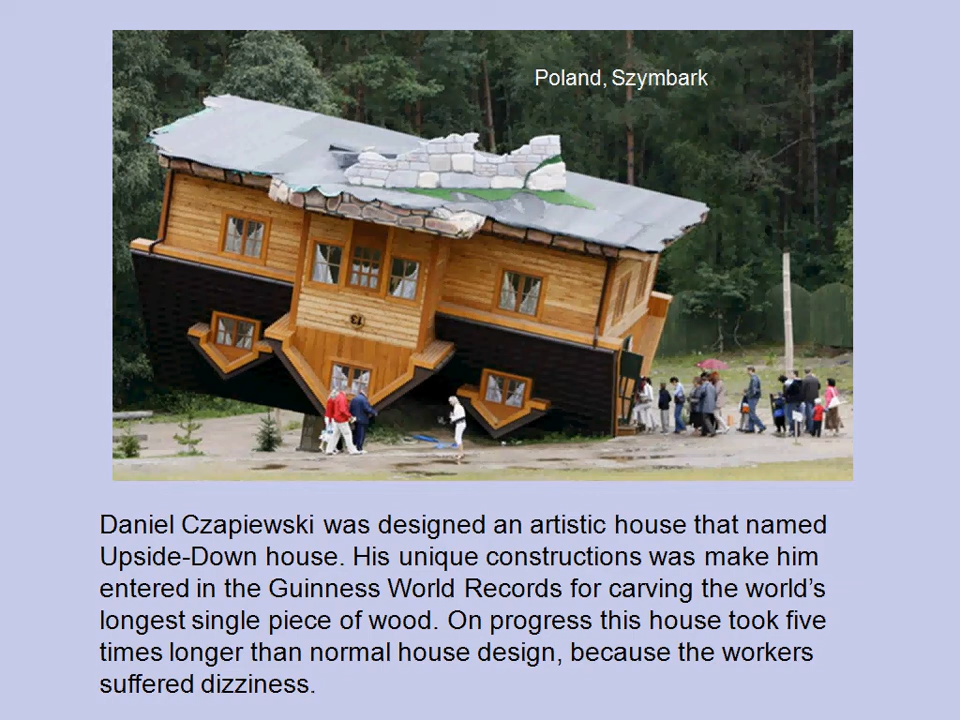 Poland, Szymbark
13
Daniel Czapiewski was designed an artistic house that named
Upside-Down house. His unique constructions was make him
entered in the Guinness World Records for carving the world's
longest single piece of wood. On progress this house took five
times longer than normal house design, because the workers
suffered dizziness.